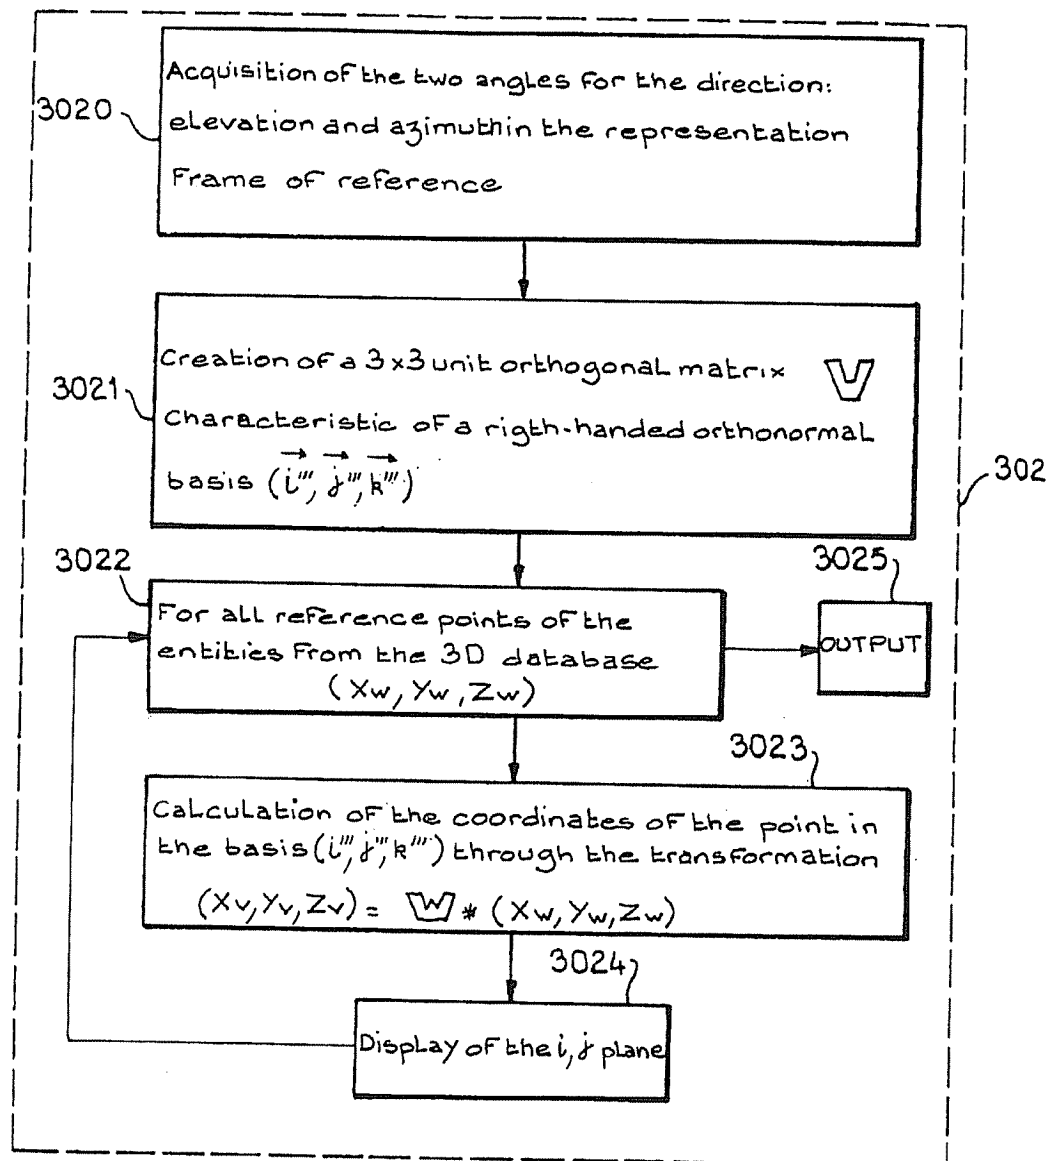 Acquisition of the two angles for the direction:
3020
elevation and azimuthin the representation
Frame of reference
Creation of a 3x3 unit orthogonal matrix V
3021
Characteristic of a rigth-handed orthonormal
basis (i''', j''', k''')
302
3022
3025
For all reference points of the
entities From the 3D database
OUTPUT
(Xw, Yw, Zw)
3023
Calculation of the coordinates of the point in
the basis (i''', j''', k''') through the transformation
(Xv, Yv, Zv) = W * (Xw, Yw, Zw)
3024
Display of the i, j plane